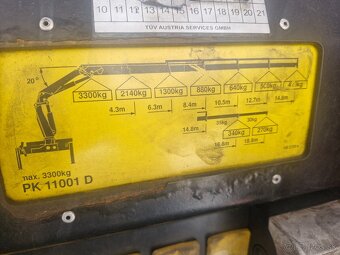 10 11 12 13 14 15 16 17 18 19 20 21
TÜV AUSTRIA SERVICES GMBH
20°
3300kg 2140kg 1300kg 880kg 640kg 500kg
4.3m 6.3m 8.4m 10.5m 12.7m 14.8m
35kg 30kg
14.8m 340kg 270kg
16.8m 18.8m
max. 3300kg
PK 11001 D